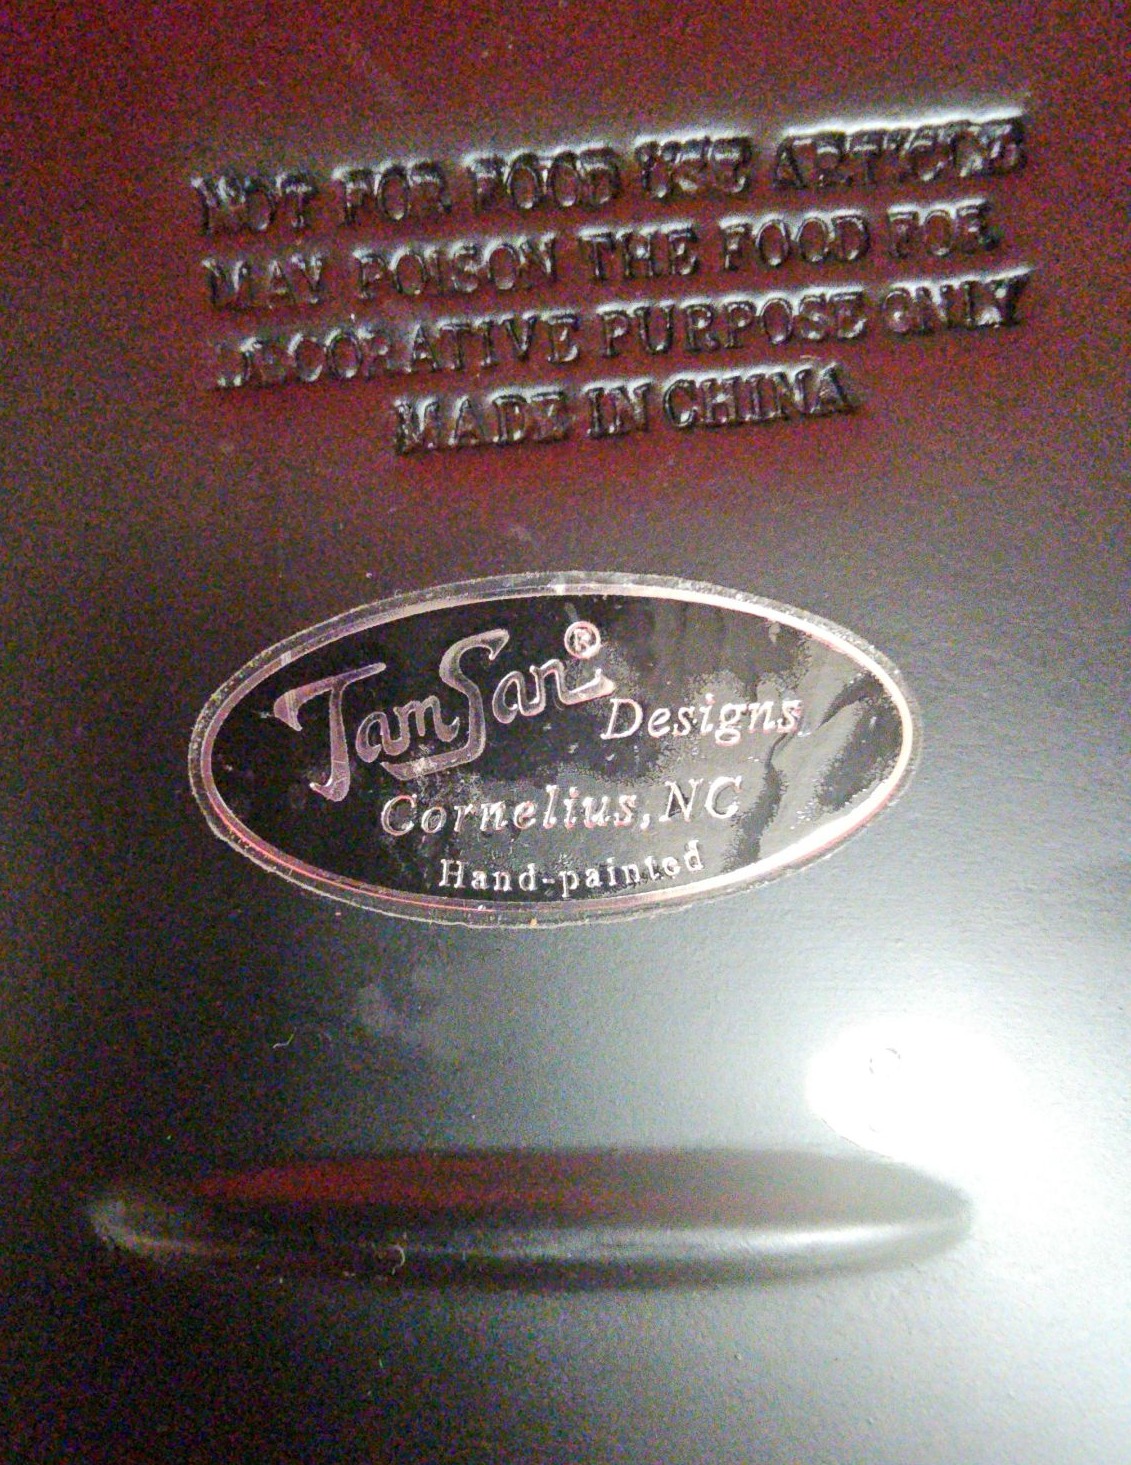 NOT FOR FOOD USE ARTICLE
MAY POISON THE FOOD FOR
DECORATIVE PURPOSE ONLY
MADE IN CHINA
TamSan® Designs
Cornelius, NC
Hand-painted